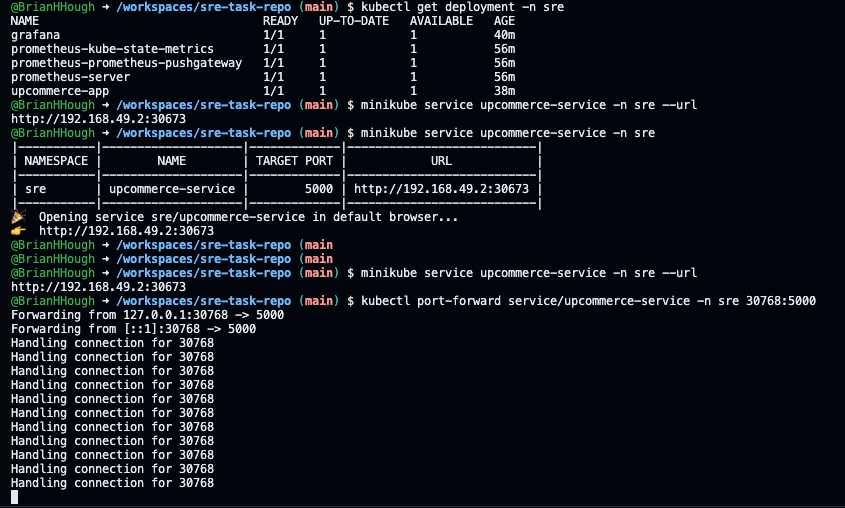 @BrianHHough → /workspaces/sre-task-repo (main) $ kubectl get deployment -n sre
NAME READY UP-TO-DATE AVAILABLE AGE
grafana 1/1 1 1 40m
prometheus-kube-state-metrics 1/1 1 1 56m
prometheus-prometheus-pushgateway 1/1 1 1 56m
prometheus-server 1/1 1 1 56m
upcommerce-app 1/1 1 1 38m
@BrianHHough → /workspaces/sre-task-repo (main) $ minikube service upcommerce-service -n sre --url
http://192.168.49.2:30673
@BrianHHough → /workspaces/sre-task-repo (main) $ minikube service upcommerce-service -n sre
|-----------|--------------------|-------------|---------------------------|
| NAMESPACE | NAME | TARGET PORT | URL |
|-----------|--------------------|-------------|---------------------------|
| sre | upcommerce-service | 5000 | http://192.168.49.2:30673 |
|-----------|--------------------|-------------|---------------------------|
🎉 Opening service sre/upcommerce-service in default browser...
👉 http://192.168.49.2:30673
@BrianHHough → /workspaces/sre-task-repo (main
@BrianHHough → /workspaces/sre-task-repo (main
@BrianHHough → /workspaces/sre-task-repo (main) $ minikube service upcommerce-service -n sre --url
http://192.168.49.2:30673
@BrianHHough → /workspaces/sre-task-repo (main) $ kubectl port-forward service/upcommerce-service -n sre 30768:5000
Forwarding from 127.0.0.1:30768 -> 5000
Forwarding from [::1]:30768 -> 5000
Handling connection for 30768
Handling connection for 30768
Handling connection for 30768
Handling connection for 30768
Handling connection for 30768
Handling connection for 30768
Handling connection for 30768
Handling connection for 30768
Handling connection for 30768
Handling connection for 30768
Handling connection for 30768